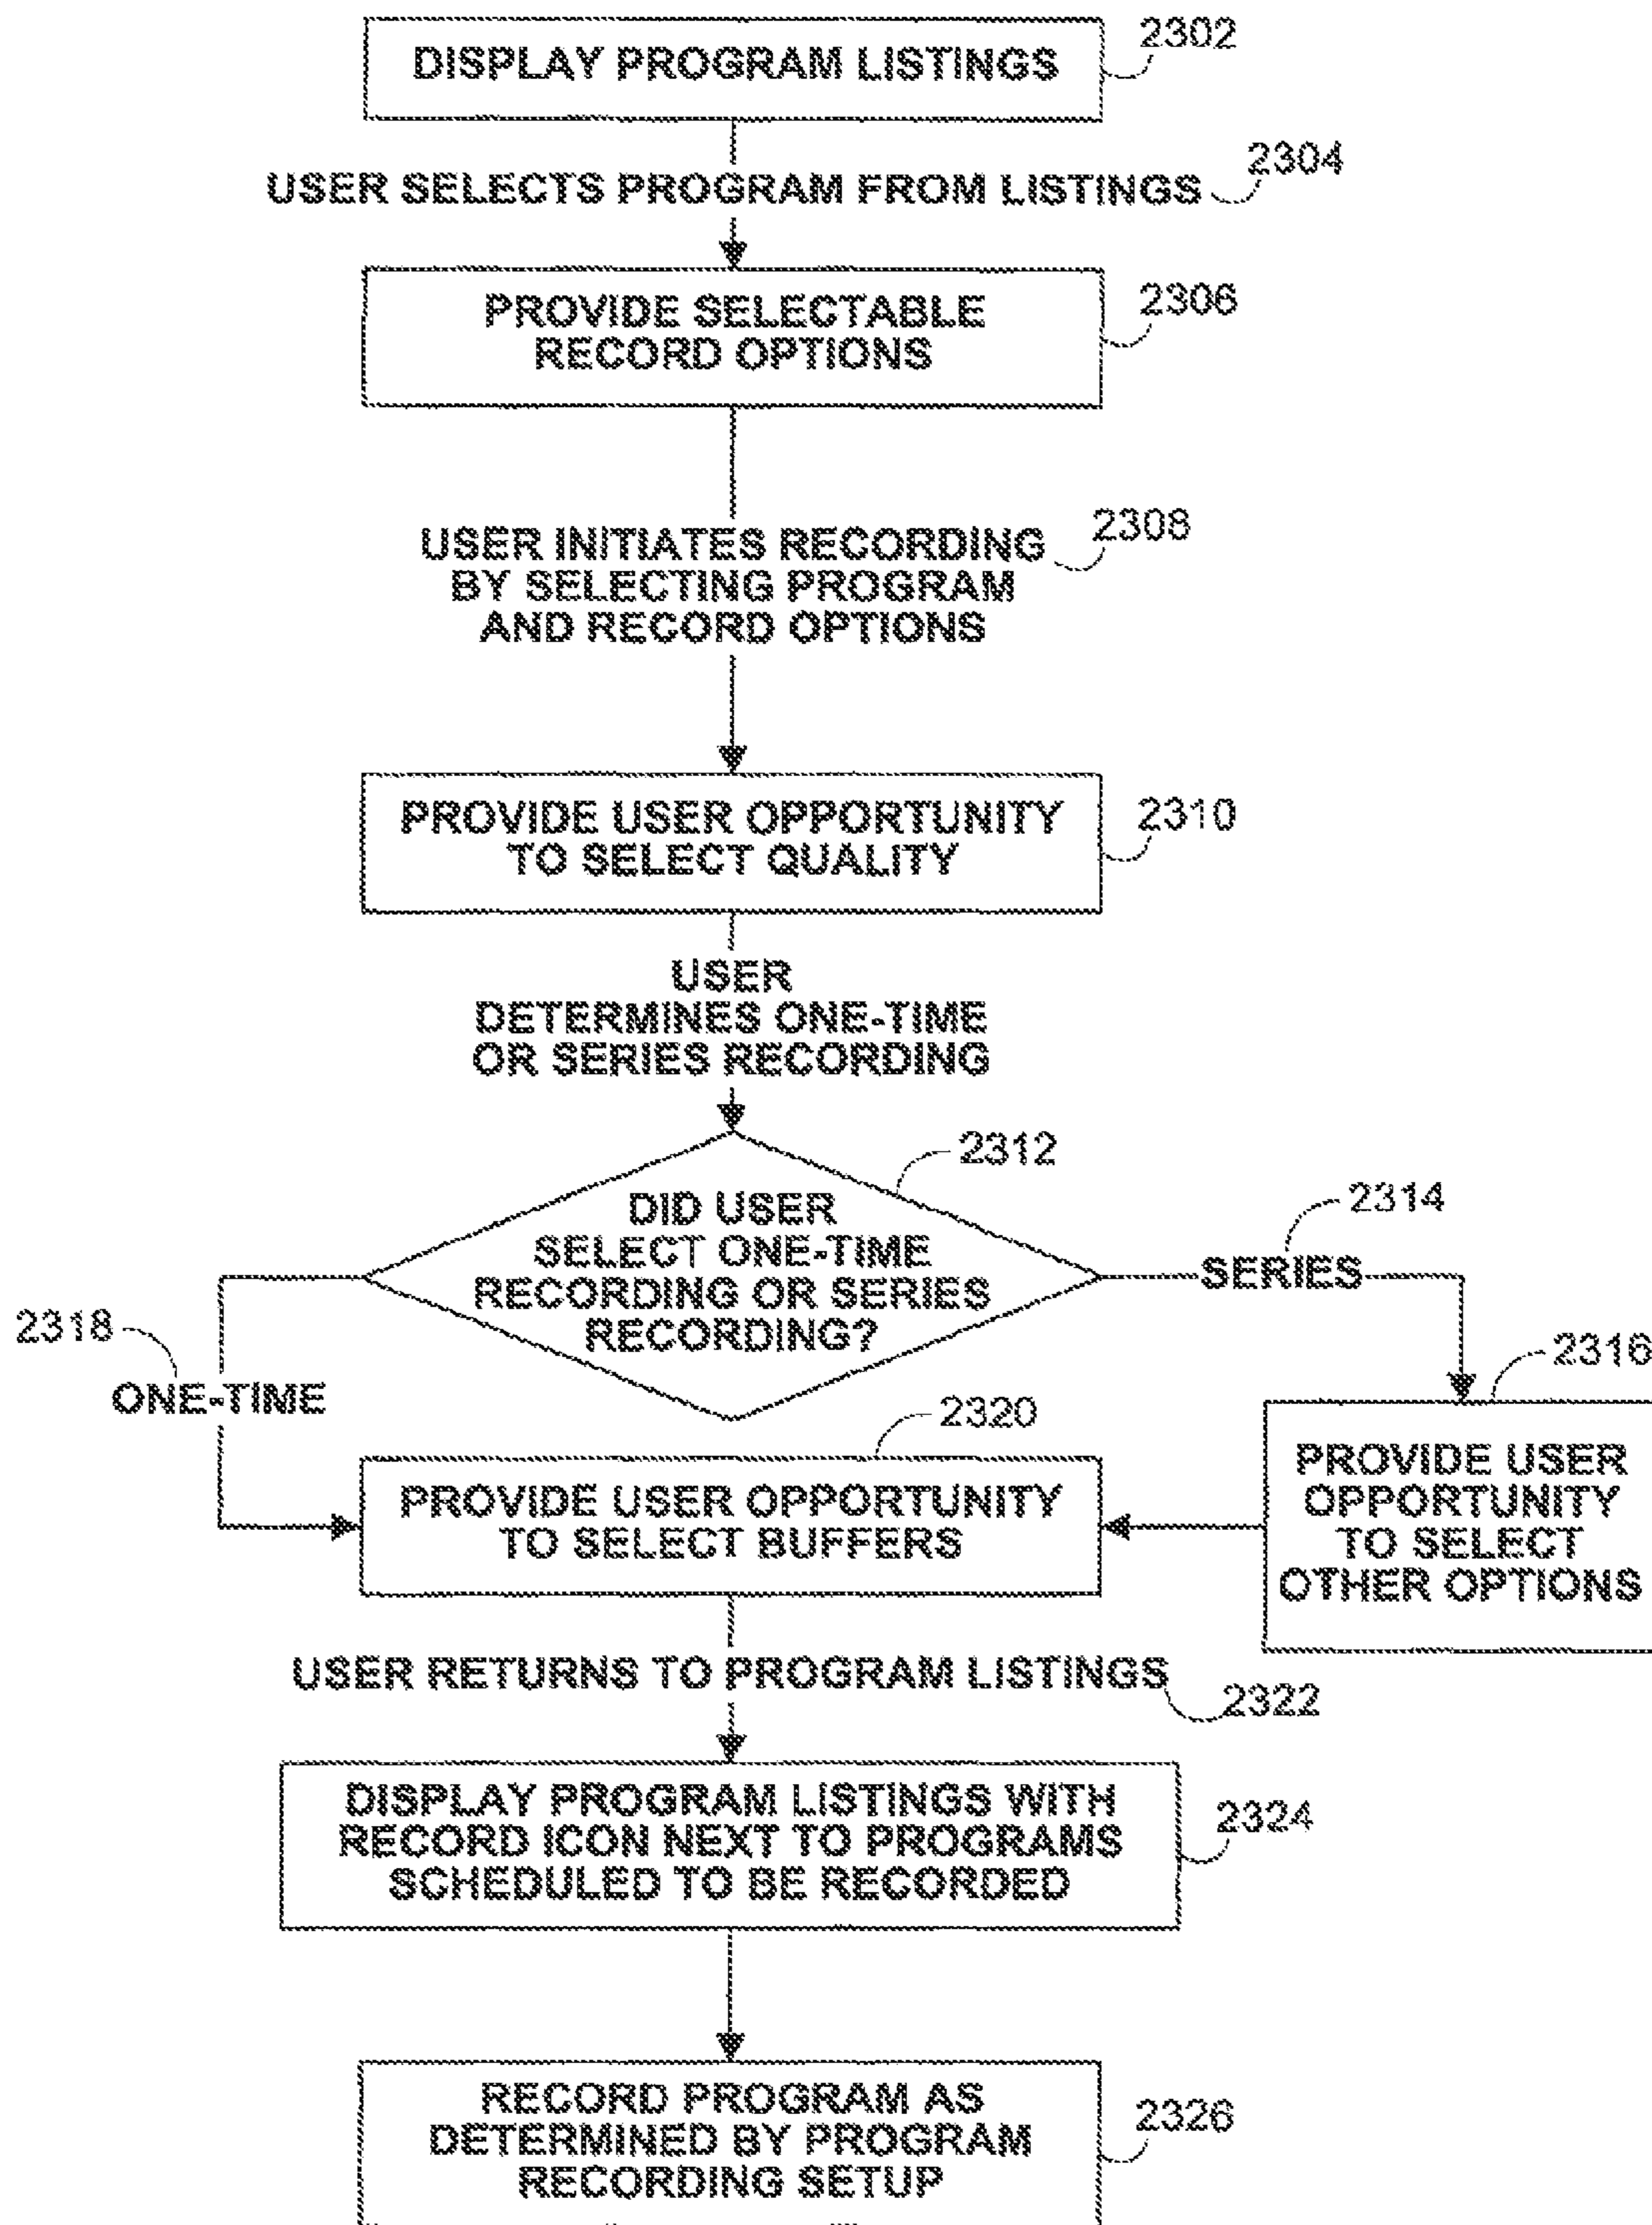 DISPLAY PROGRAM LISTINGS
2302
USER SELECTS PROGRAM FROM LISTINGS
2304
PROVIDE SELECTABLE
RECORD OPTIONS
2306
USER INITIATES RECORDING
BY SELECTING PROGRAM
AND RECORD OPTIONS
2308
PROVIDE USER OPPORTUNITY
TO SELECT QUALITY
2310
USER
DETERMINES ONE-TIME
OR SERIES RECORDING
2312
DID USER
SELECT ONE-TIME
RECORDING OR SERIES
RECORDING?
2314
SERIES
2318
ONE-TIME
2316
PROVIDE USER
OPPORTUNITY
TO SELECT
OTHER OPTIONS
2320
PROVIDE USER OPPORTUNITY
TO SELECT BUFFERS
USER RETURNS TO PROGRAM LISTINGS
2322
DISPLAY PROGRAM LISTINGS WITH
RECORD ICON NEXT TO PROGRAMS
SCHEDULED TO BE RECORDED
2324
RECORD PROGRAM AS
DETERMINED BY PROGRAM
RECORDING SETUP
2326